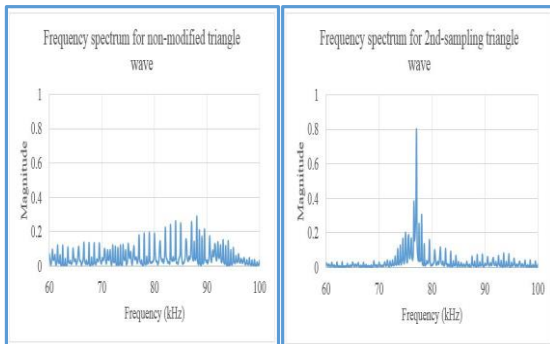 Frequency spectrum for non-modified triangle
wave
1
0.8
0.6
0.4
0.2
0
60 70 80 90 100
Magnitude
Frequency (kHz)
Frequency spectrum for 2nd-sampling triangle
wave
1
0.8
0.6
0.4
0.2
0
60 70 80 90 100
Magnitude
Frequency (kHz)